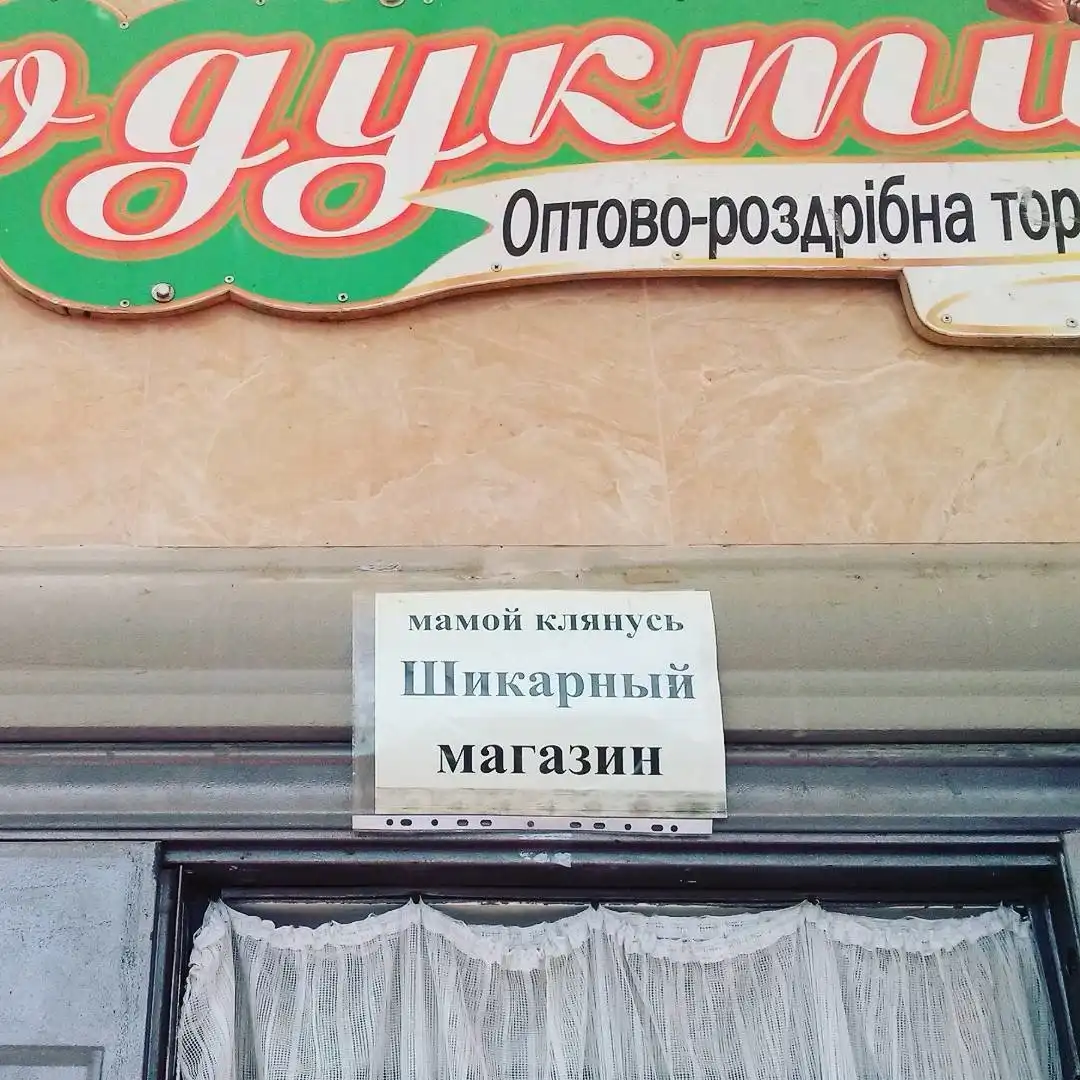 одукти
Оптово-роздрібна тор
мамой клянусь
Шикарный
магазин